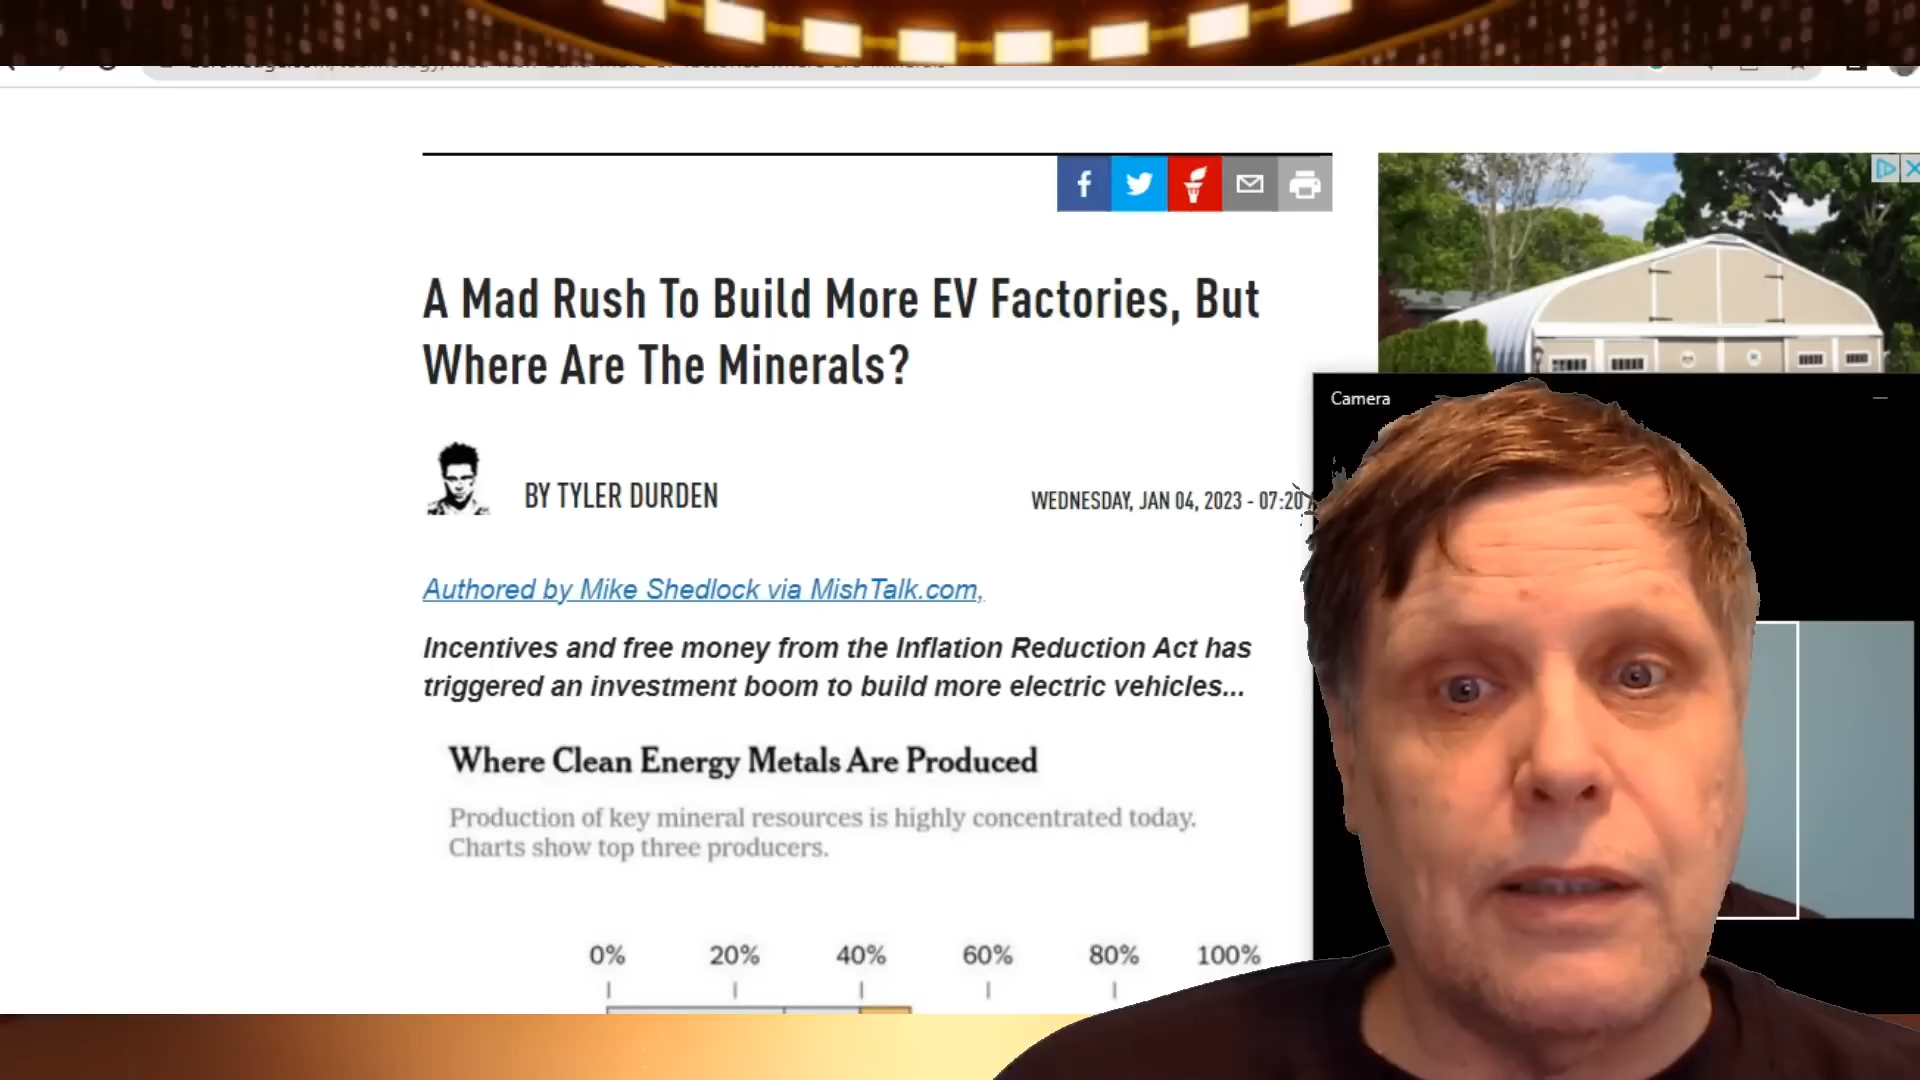 A Mad Rush To Build More EV Factories, But
Where Are The Minerals?
Camera
BY TYLER DURDEN
WEDNESDAY, JAN 04, 2023 - 07:20
Authored by Mike Shedlock via MishTalk.com,
Incentives and free money from the Inflation Reduction Act has
triggered an investment boom to build more electric vehicles...
Where Clean Energy Metals Are Produced
Production of key mineral resources is highly concentrated today.
Charts show top three producers.
0% 20% 40% 60% 80% 100%